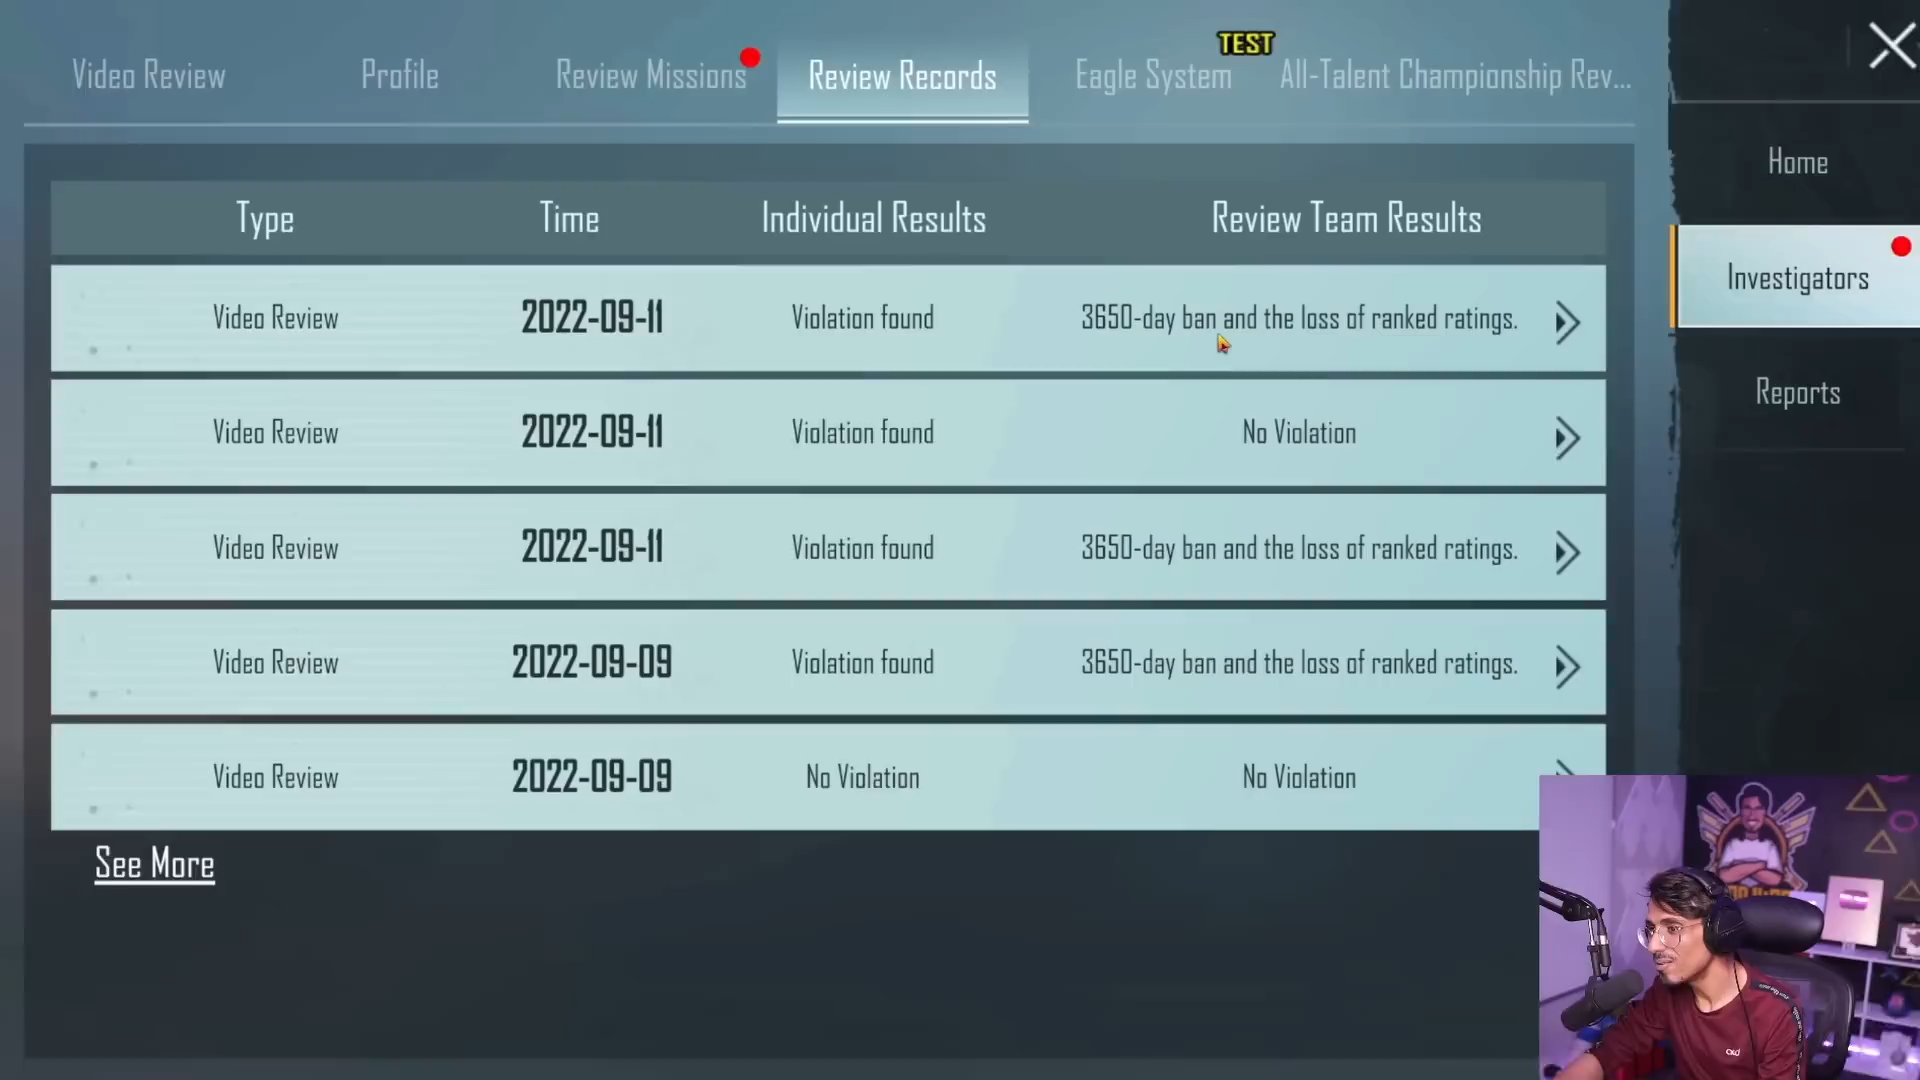 TEST
Video Review Profile Review Missions Review Records Eagle System All-Talent Championship Rev...
Home
Investigators
Reports
Type Time Individual Results Review Team Results
Video Review 2022-09-11 Violation found 3650-day ban and the loss of ranked ratings.
Video Review 2022-09-11 Violation found No Violation
Video Review 2022-09-11 Violation found 3650-day ban and the loss of ranked ratings.
Video Review 2022-09-09 Violation found 3650-day ban and the loss of ranked ratings.
Video Review 2022-09-09 No Violation No Violation
See More